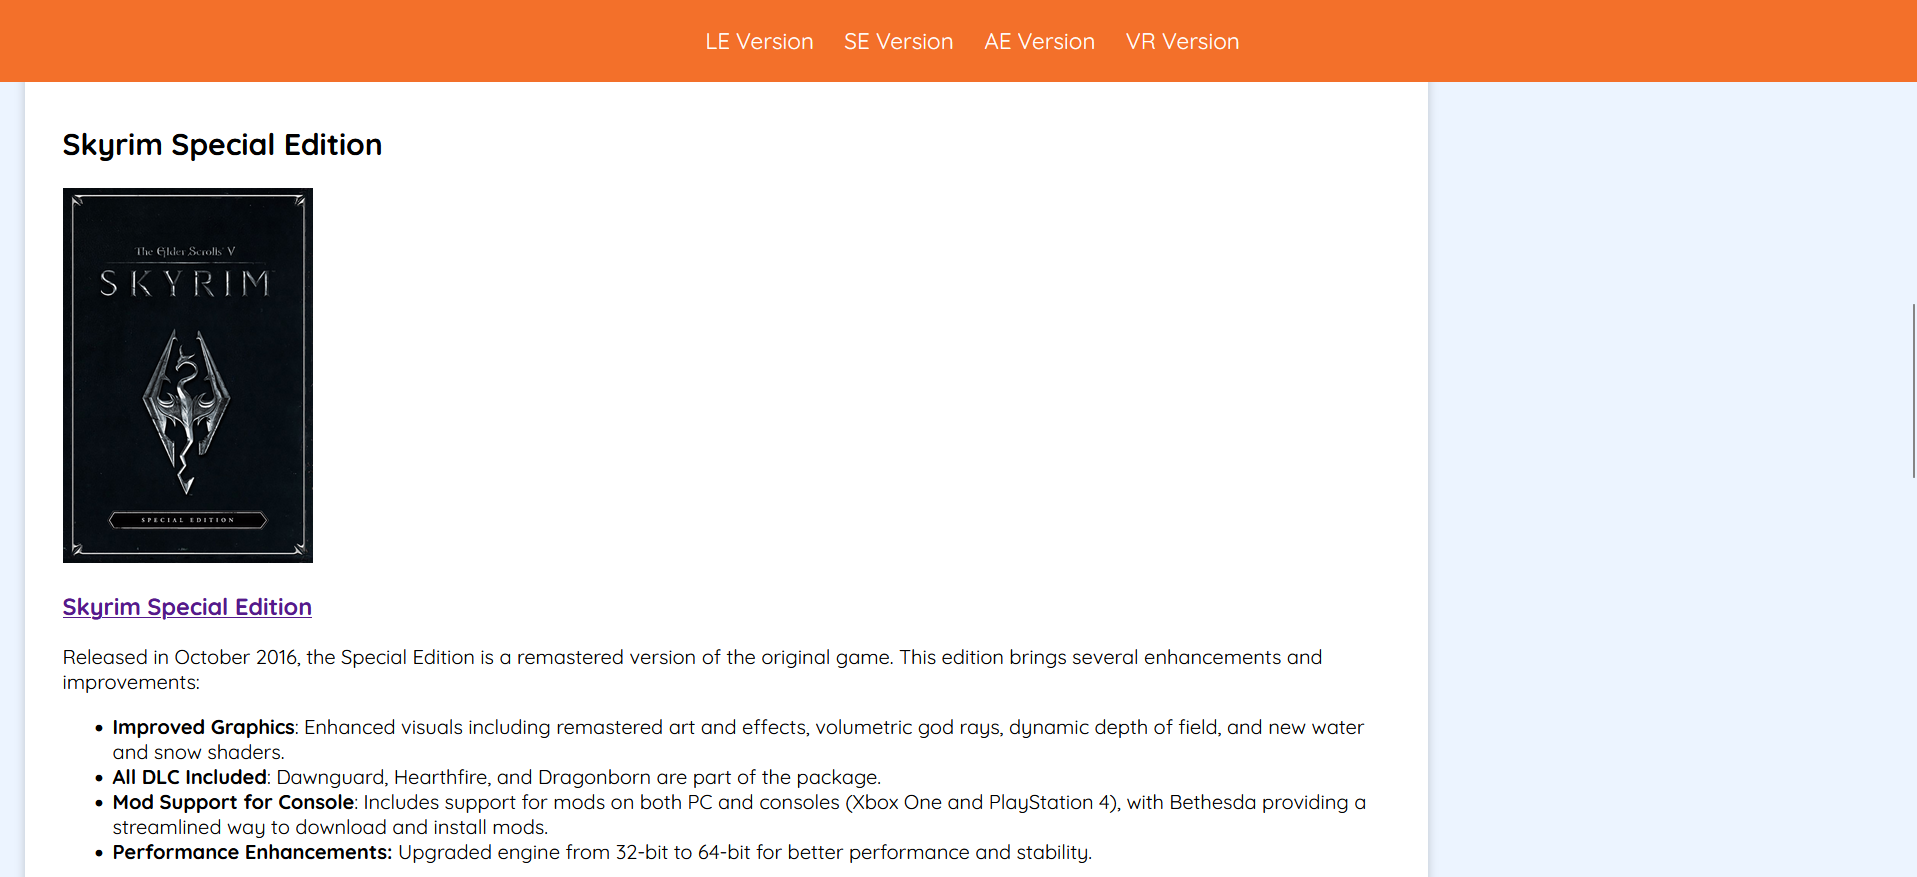 LE Version SE Version AE Version VR Version
Skyrim Special Edition
The Elder Scrolls V
SKYRIM
SPECIAL EDITION
Skyrim Special Edition
Released in October 2016, the Special Edition is a remastered version of the original game. This edition brings several enhancements and
improvements:
• Improved Graphics: Enhanced visuals including remastered art and effects, volumetric god rays, dynamic depth of field, and new water
and snow shaders.
• All DLC Included: Dawnguard, Hearthfire, and Dragonborn are part of the package.
• Mod Support for Console: Includes support for mods on both PC and consoles (Xbox One and PlayStation 4), with Bethesda providing a
streamlined way to download and install mods.
• Performance Enhancements: Upgraded engine from 32-bit to 64-bit for better performance and stability.